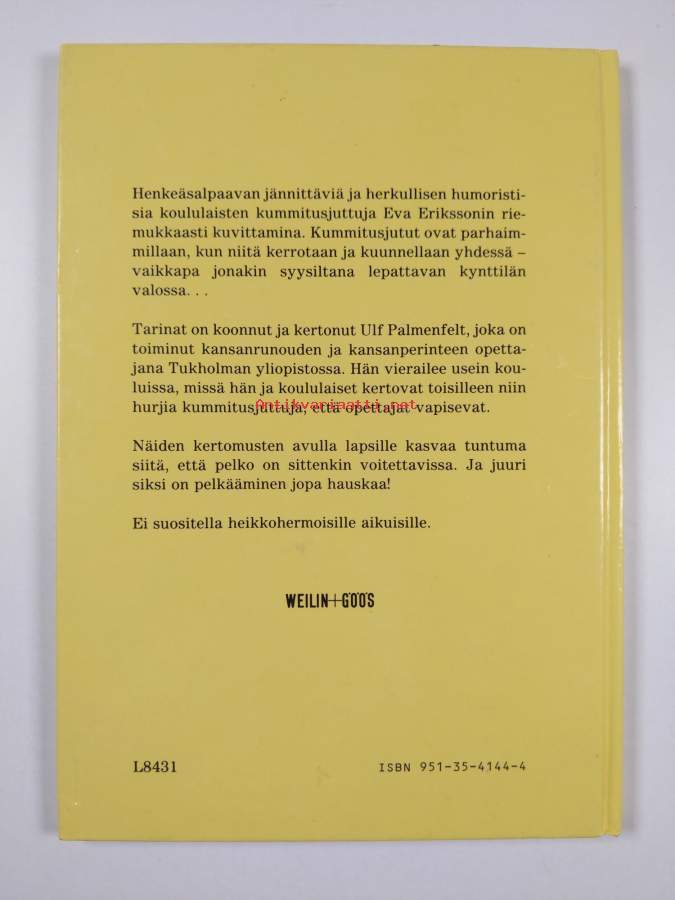 Henkeäsalpaavan jännittäviä ja herkullisen humoristi-
sia koululaisten kummitusjuttuja Eva Erikssonin rie-
mukkaasti kuvittamina. Kummitusjutut ovat parhaim-
millaan, kun niitä kerrotaan ja kuunnellaan yhdessä –
vaikkapa jonakin syysiltana lepattavan kynttilän
valossa. . .
Tarinat on koonnut ja kertonut Ulf Palmenfelt, joka on
toiminut kansanrunouden ja kansanperinteen opetta-
jana Tukholman yliopistossa. Hän vierailee usein kou-
luissa, missä hän ja koululaiset kertovat toisilleen niin
hurjia kummitusjuttuja, että opettajat vapisevat.
Antikvariaatti.net
Näiden kertomusten avulla lapsille kasvaa tuntuma
siitä, että pelko on sittenkin voitettavissa. Ja juuri
siksi on pelkääminen jopa hauskaa!
Ei suositella heikkohermoisille aikuisille.
WEILIN+GÖÖS
L8431 ISBN 951-35-4144-4